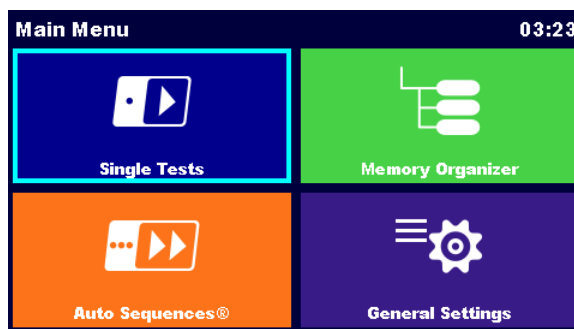 Main Menu 03:23
Single Tests
Memory Organizer
Auto Sequences®
General Settings